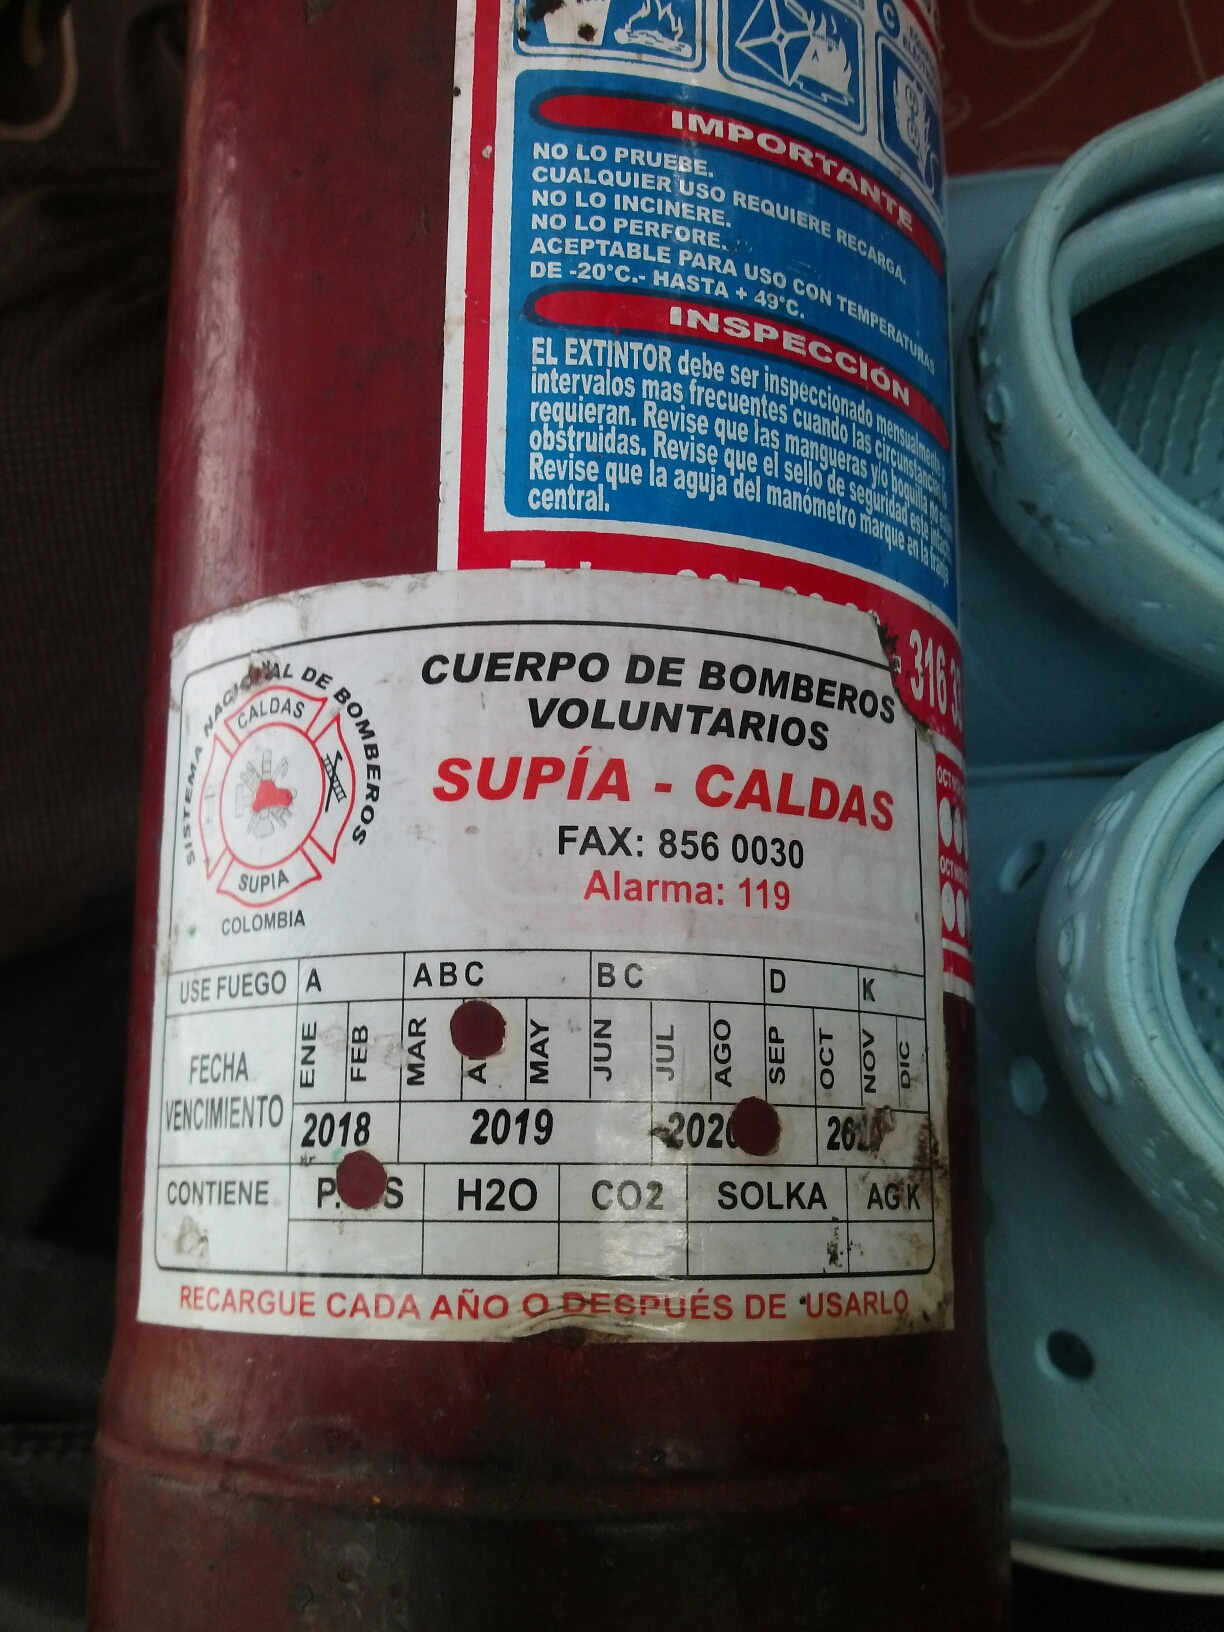 IMPORTANTE
NO LO PRUEBE.
CUALQUIER USO REQUIERE RECARGA.
NO LO INCINERE.
NO LO PERFORE.
ACEPTABLE PARA USO CON TEMPERATURAS
DE -20°C.- HASTA + 49°C.
INSPECCIÓN
EL EXTINTOR debe ser inspeccionado mensualmente
intervalos mas frecuentes cuando las circunstancias lo
requieran. Revise que las mangueras y/o boquilla no estén
obstruidas. Revise que el sello de seguridad este intacto
Revise que la aguja del manómetro marque en la franja
central.
316
SISTEMA NACIONAL DE BOMBEROS
CALDAS
SUPIA
COLOMBIA
CUERPO DE BOMBEROS
VOLUNTARIOS
SUPÍA - CALDAS
FAX: 856 0030
Alarma: 119
USE FUEGO A ABC BC D K
FECHA VENCIMIENTO
ENE FEB MAR A MAY JUN JUL AGO SEP OCT NOV DIC
2018 2019 2020
CONTIENE P. S H2O CO2 SOLKA AG K
RECARGUE CADA AÑO O DESPUÉS DE USARLO